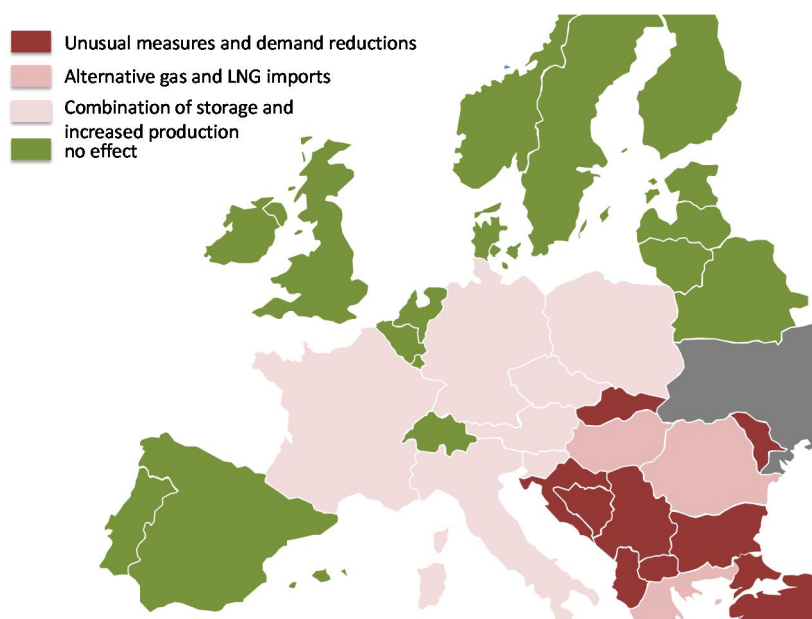 Unusual measures and demand reductions
Alternative gas and LNG imports
Combination of storage and
increased production
no effect